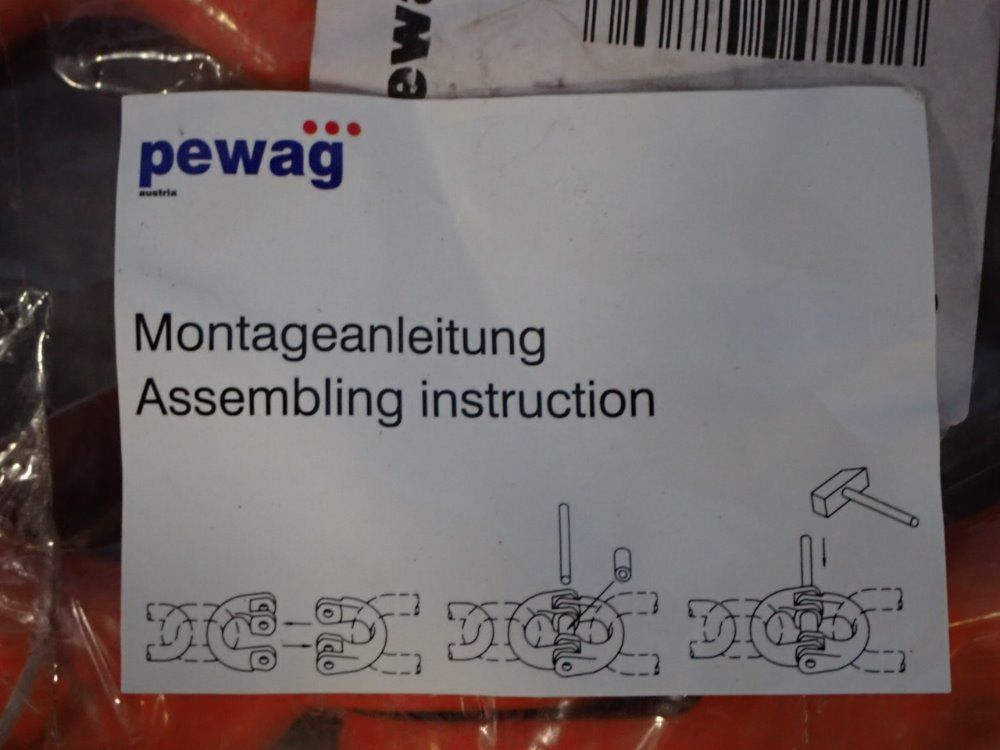 pewag
austria
Montageanleitung
Assembling instruction